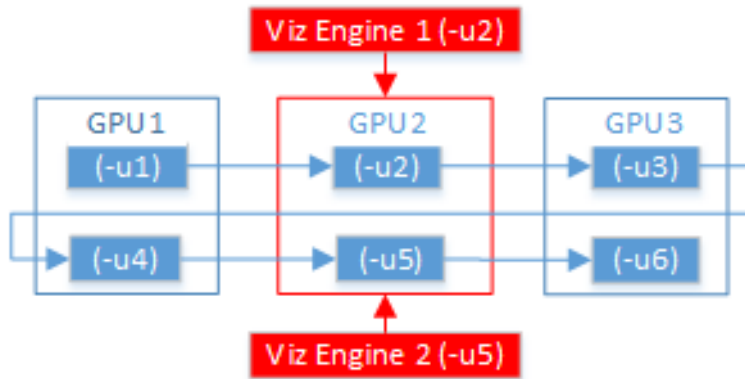 Viz Engine 1 (-u2)
GPU1
GPU2
GPU3
(-u1)
(-u2)
(-u3)
(-u4)
(-u5)
(-u6)
Viz Engine 2 (-u5)